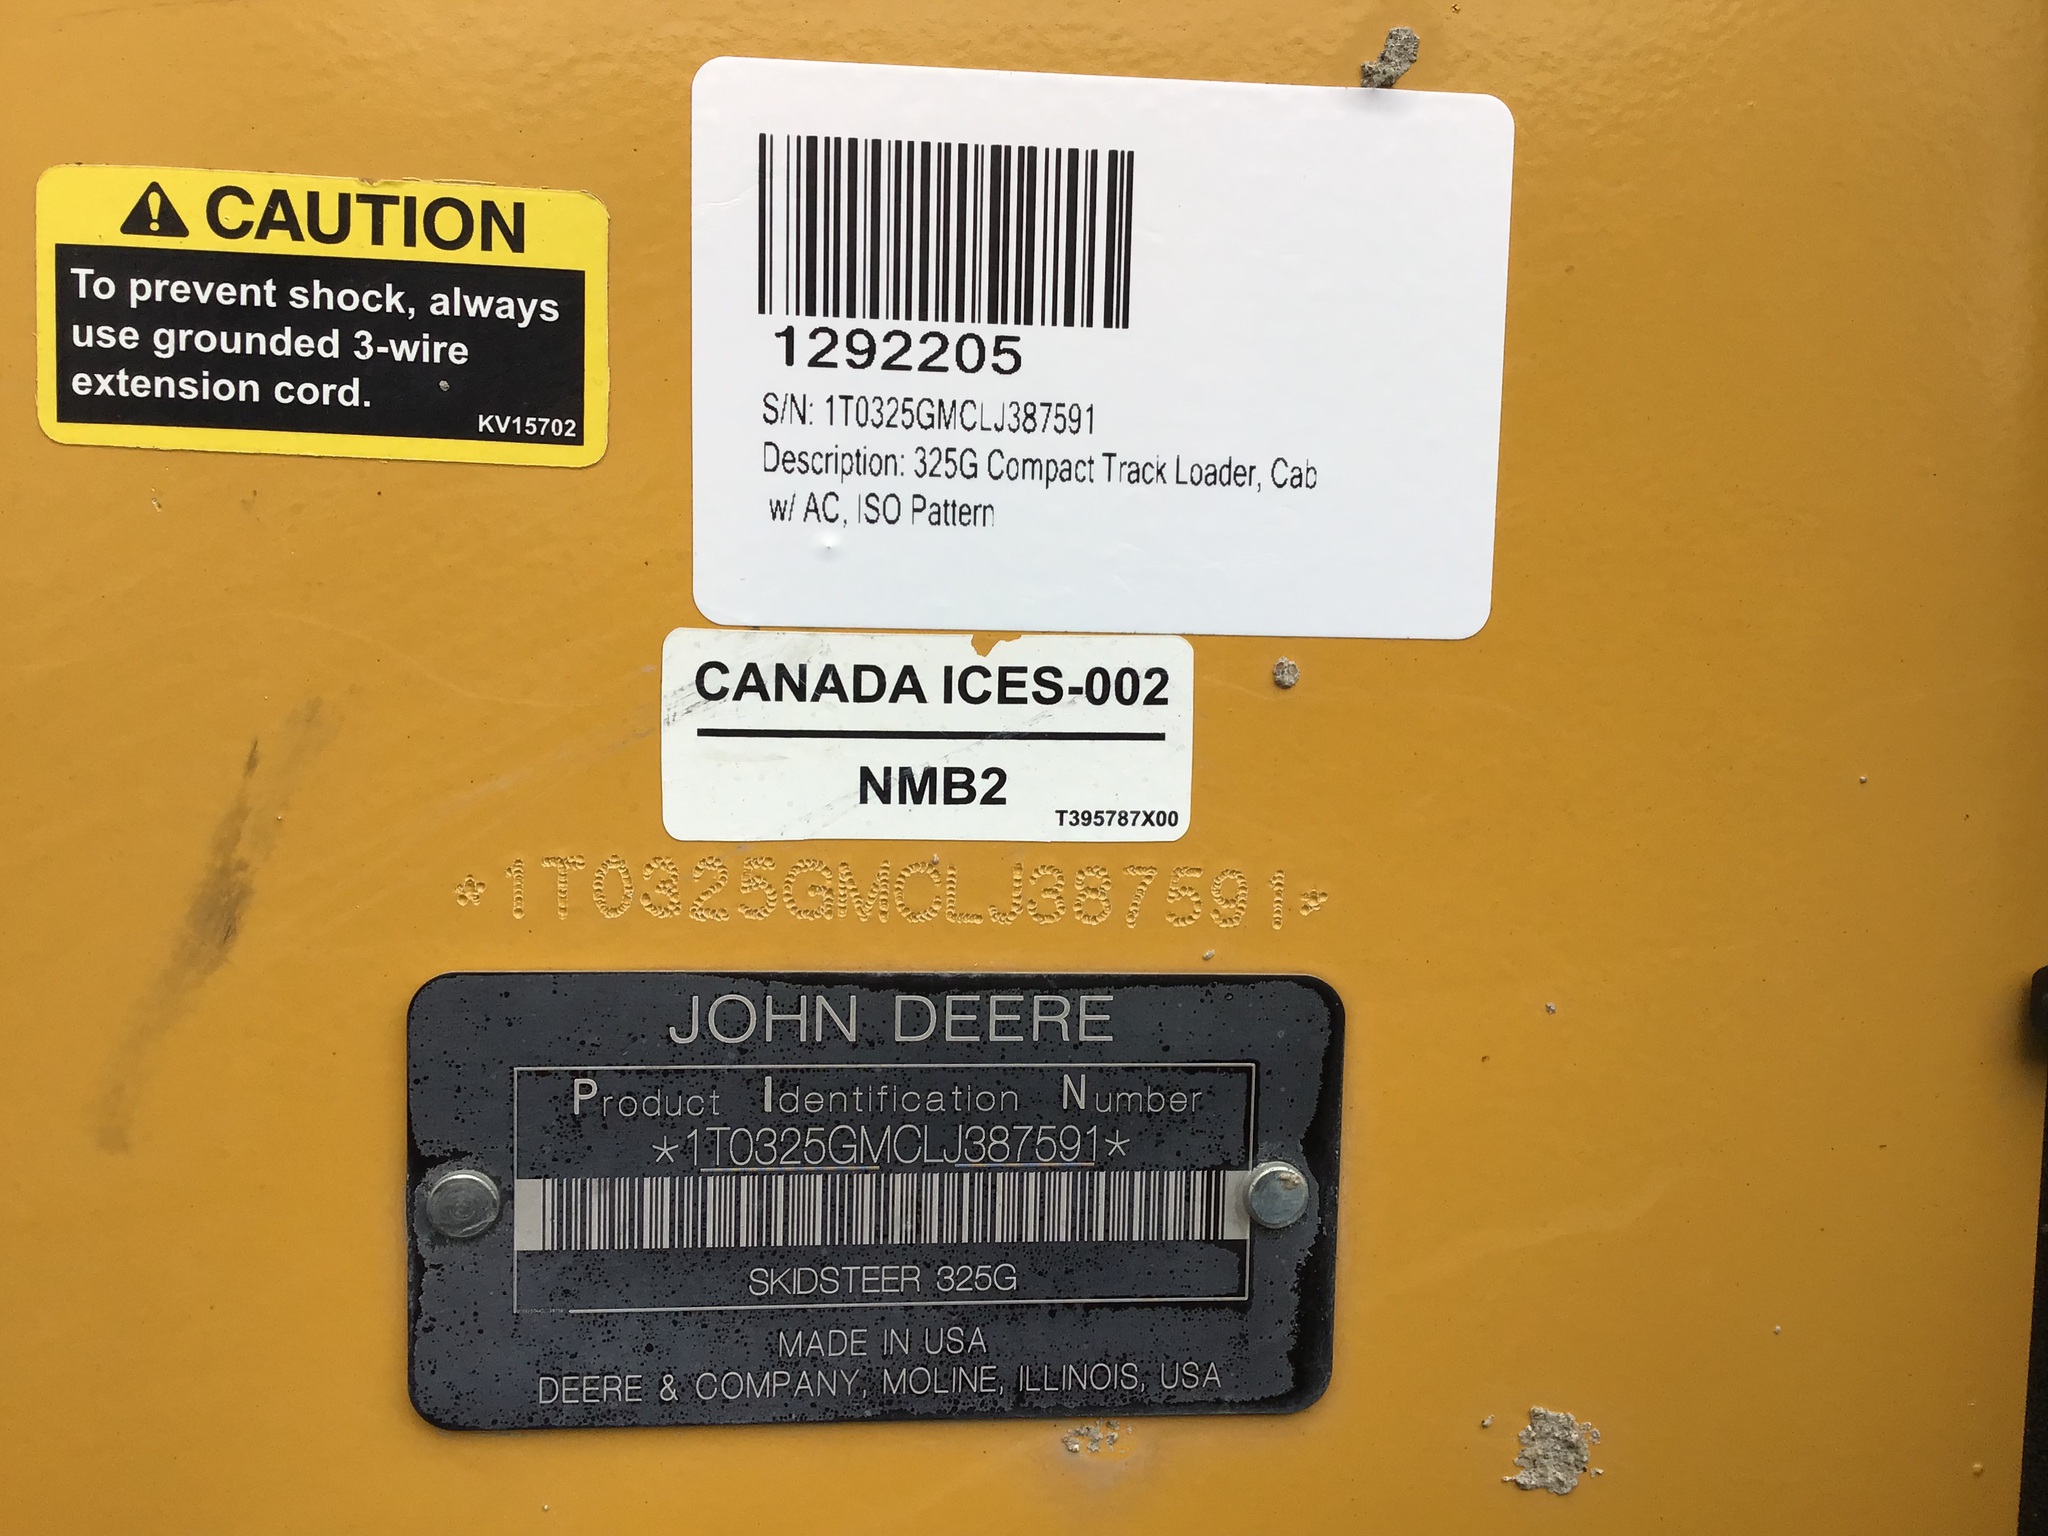 CAUTION
To prevent shock, always
use grounded 3-wire
extension cord.
KV15702
1292205
S/N: 1T0325GMCLJ387591
Description: 325G Compact Track Loader, Cab
w/ AC, ISO Pattern
CANADA ICES-002
NMB2
T395787X00
*1T0325GMCLJ387591*
JOHN DEERE
Product Identification Number
*1T0325GMCLJ387591*
SKIDSTEER 325G
MADE IN USA
DEERE & COMPANY, MOLINE, ILLINOIS, USA